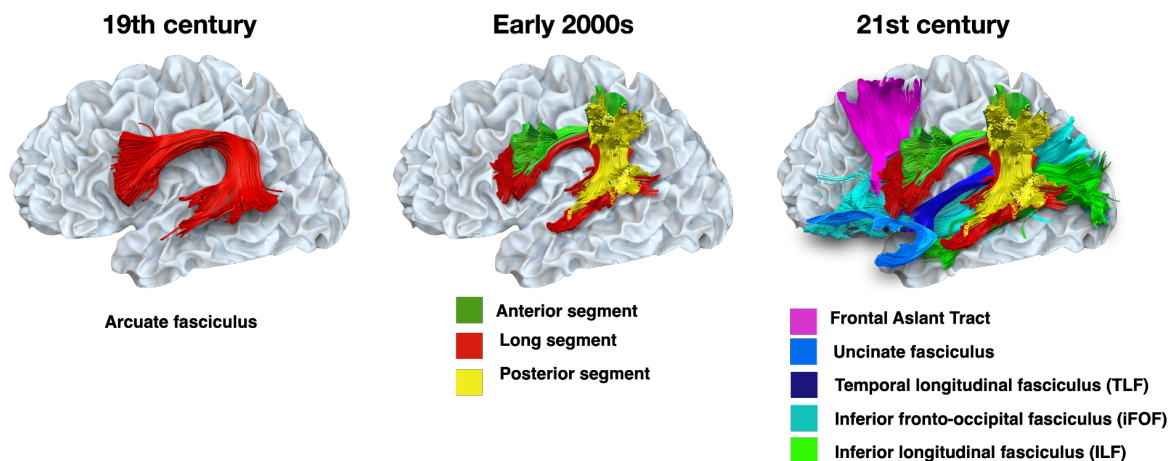 19th century
Early 2000s
21st century
Arcuate fasciculus
Anterior segment
Long segment
Posterior segment
Frontal Aslant Tract
Uncinate fasciculus
Temporal longitudinal fasciculus (TLF)
Inferior fronto-occipital fasciculus (iFOF)
Inferior longitudinal fasciculus (ILF)